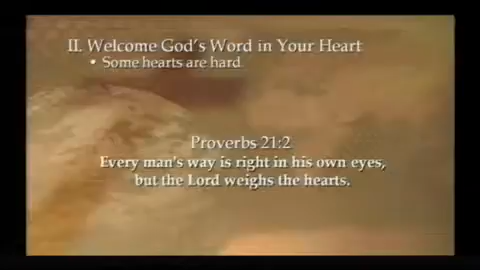 II. Welcome God's Word in Your Heart
• Some hearts are hard
Proverbs 21:2
Every man's way is right in his own eyes,
but the Lord weighs the hearts.